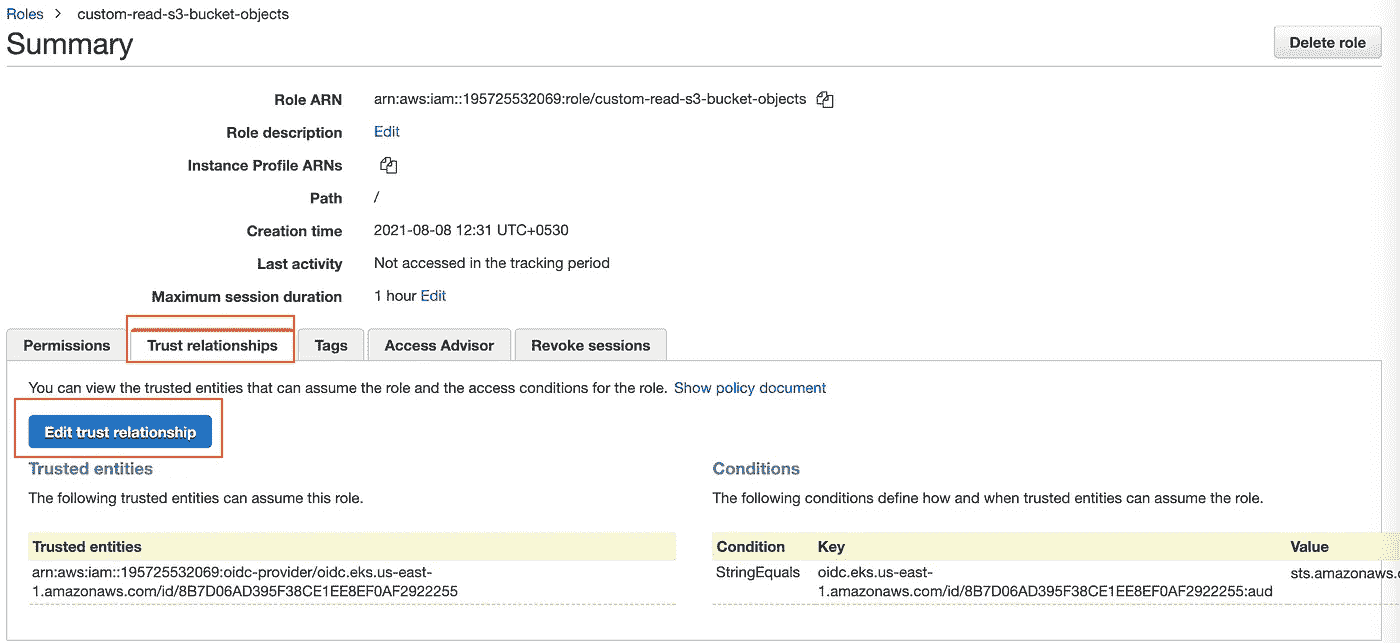 Roles > custom-read-s3-bucket-objects
Summary
Delete role
Role ARN arn:aws:iam::195725532069:role/custom-read-s3-bucket-objects
Role description Edit
Instance Profile ARNs
Path /
Creation time 2021-08-08 12:31 UTC+0530
Last activity Not accessed in the tracking period
Maximum session duration 1 hour Edit
Permissions Trust relationships Tags Access Advisor Revoke sessions
You can view the trusted entities that can assume the role and the access conditions for the role. Show policy document
Edit trust relationship
Trusted entities
The following trusted entities can assume this role.
Trusted entities
arn:aws:iam::195725532069:oidc-provider/oidc.eks.us-east-
1.amazonaws.com/id/8B7D06AD395F38CE1EE8EF0AF2922255
Conditions
The following conditions define how and when trusted entities can assume the role.
Condition Key Value
StringEquals oidc.eks.us-east- sts.amazonaws.
1.amazonaws.com/id/8B7D06AD395F38CE1EE8EF0AF2922255:aud